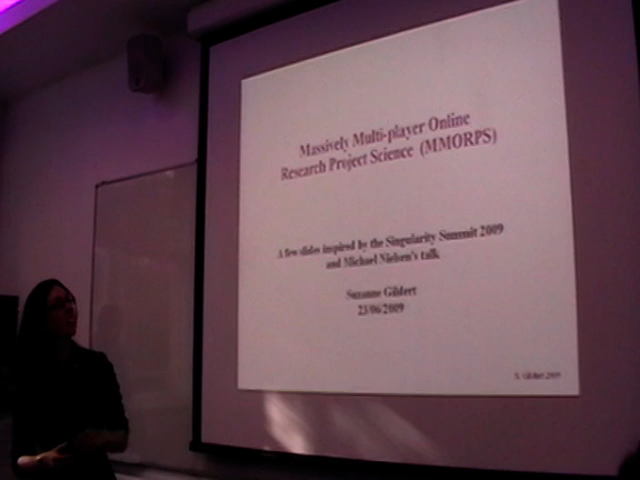 Massively Multi-player Online
Research Project Science (MMORPS)
A few slides inspired by the Singularity Summit 2009
and Michael Nielsen's talk
Suzanne Gildert
23/06/2009
S. Gildert 2009